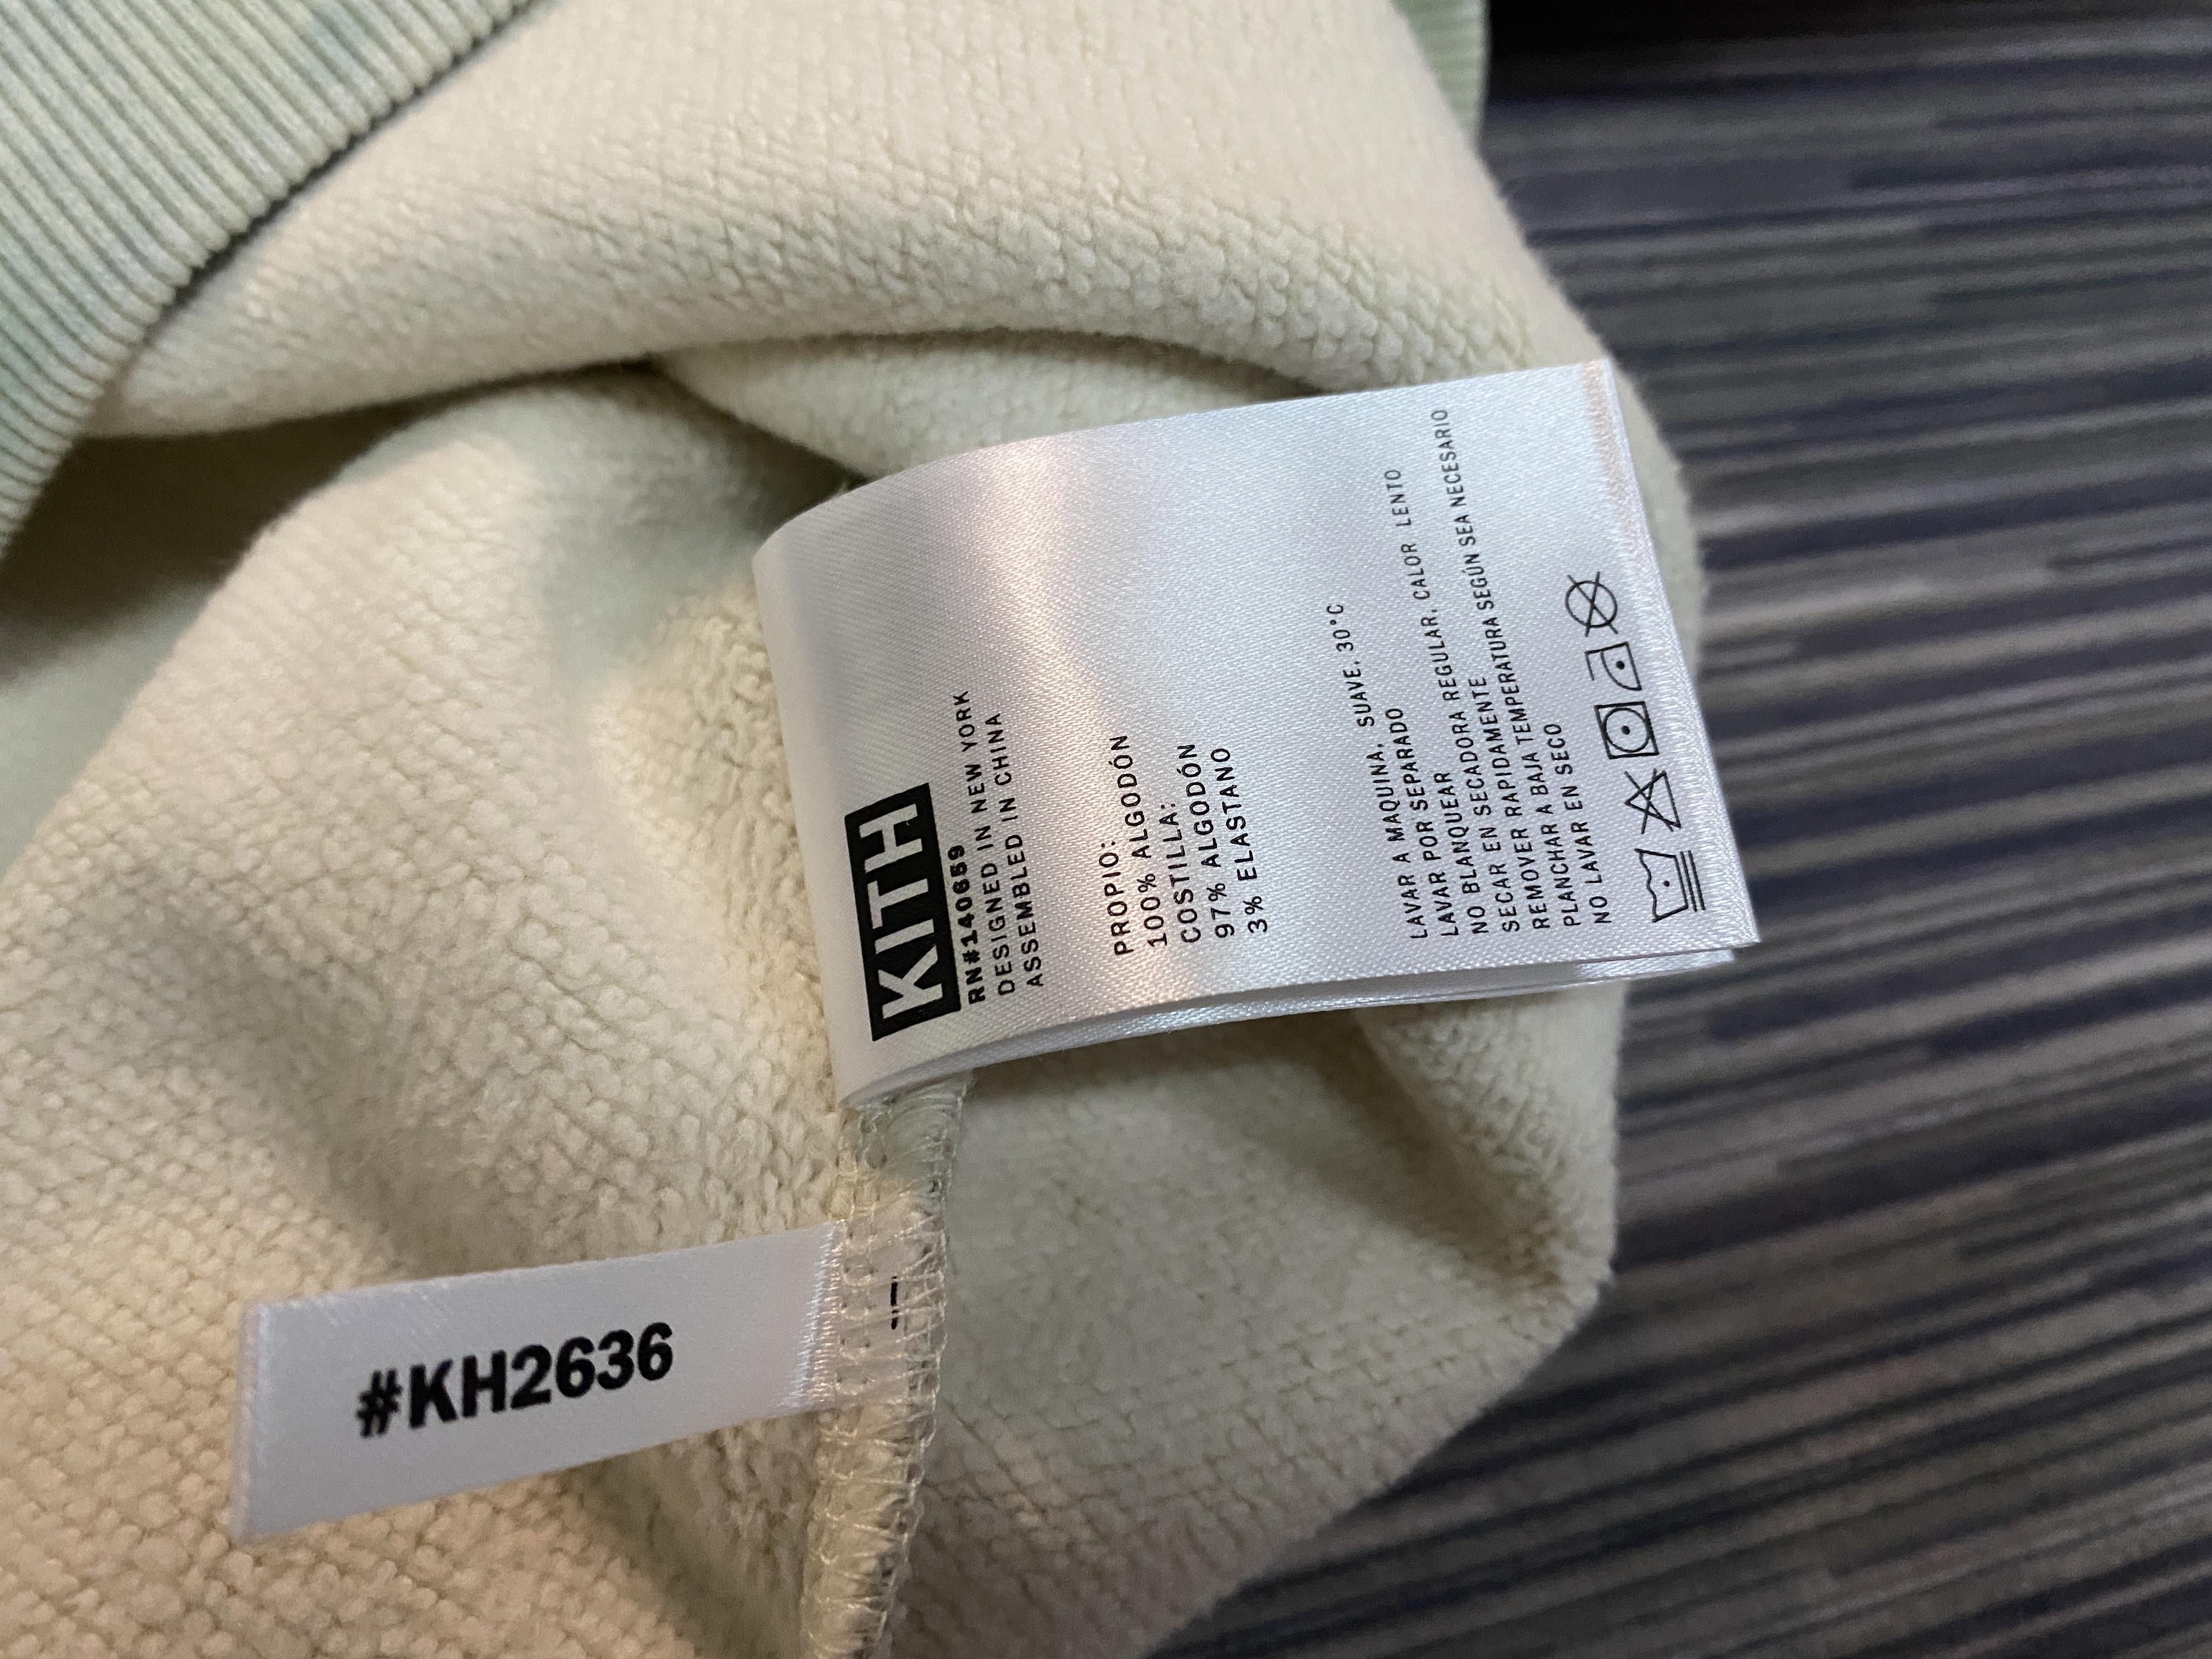 KITH
RN#140659
DESIGNED IN NEW YORK
ASSEMBLED IN CHINA
PROPIO:
100% ALGODÓN
COSTILLA:
97% ALGODÓN
3% ELASTANO
LAVAR A MAQUINA, SUAVE, 30°C
LAVAR POR SEPARADO
NO BLANQUEAR
SECAR EN SECADORA REGULAR, CALOR LENTO
REMOVER RAPIDAMENTE
PLANCHAR A BAJA TEMPERATURA SEGÚN SEA NECESARIO
NO LAVAR EN SECO
#KH2636